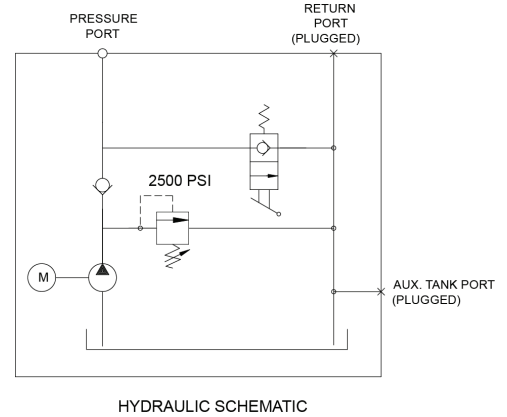 PRESSURE
PORT
RETURN
PORT
(PLUGGED)
2500 PSI
M
AUX. TANK PORT
(PLUGGED)
HYDRAULIC SCHEMATIC